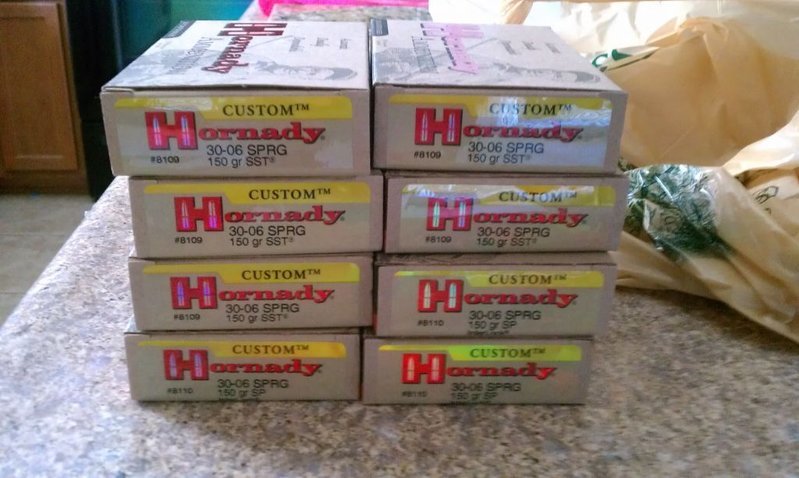 Hornady
CUSTOM™
Hornady
30-06 SPRG
#8109
150 gr SST®
CUSTOM™
Hornady
30-06 SPRG
#8109
150 gr SST®
CUSTOM™
Hornady
30-06 SPRG
#8109
150 gr SST®
CUSTOM™
Hornady
30-06 SPRG
#8109
150 gr SST®
CUSTOM™
Hornady
30-06 SPRG
#8109
150 gr SST®
CUSTOM™
Hornady
30-06 SPRG
#8110
150 gr SP
CUSTOM™
Hornady
30-06 SPRG
#8110
150 gr SP
CUSTOM™
Hornady
30-06 SPRG
#8110
150 gr SP